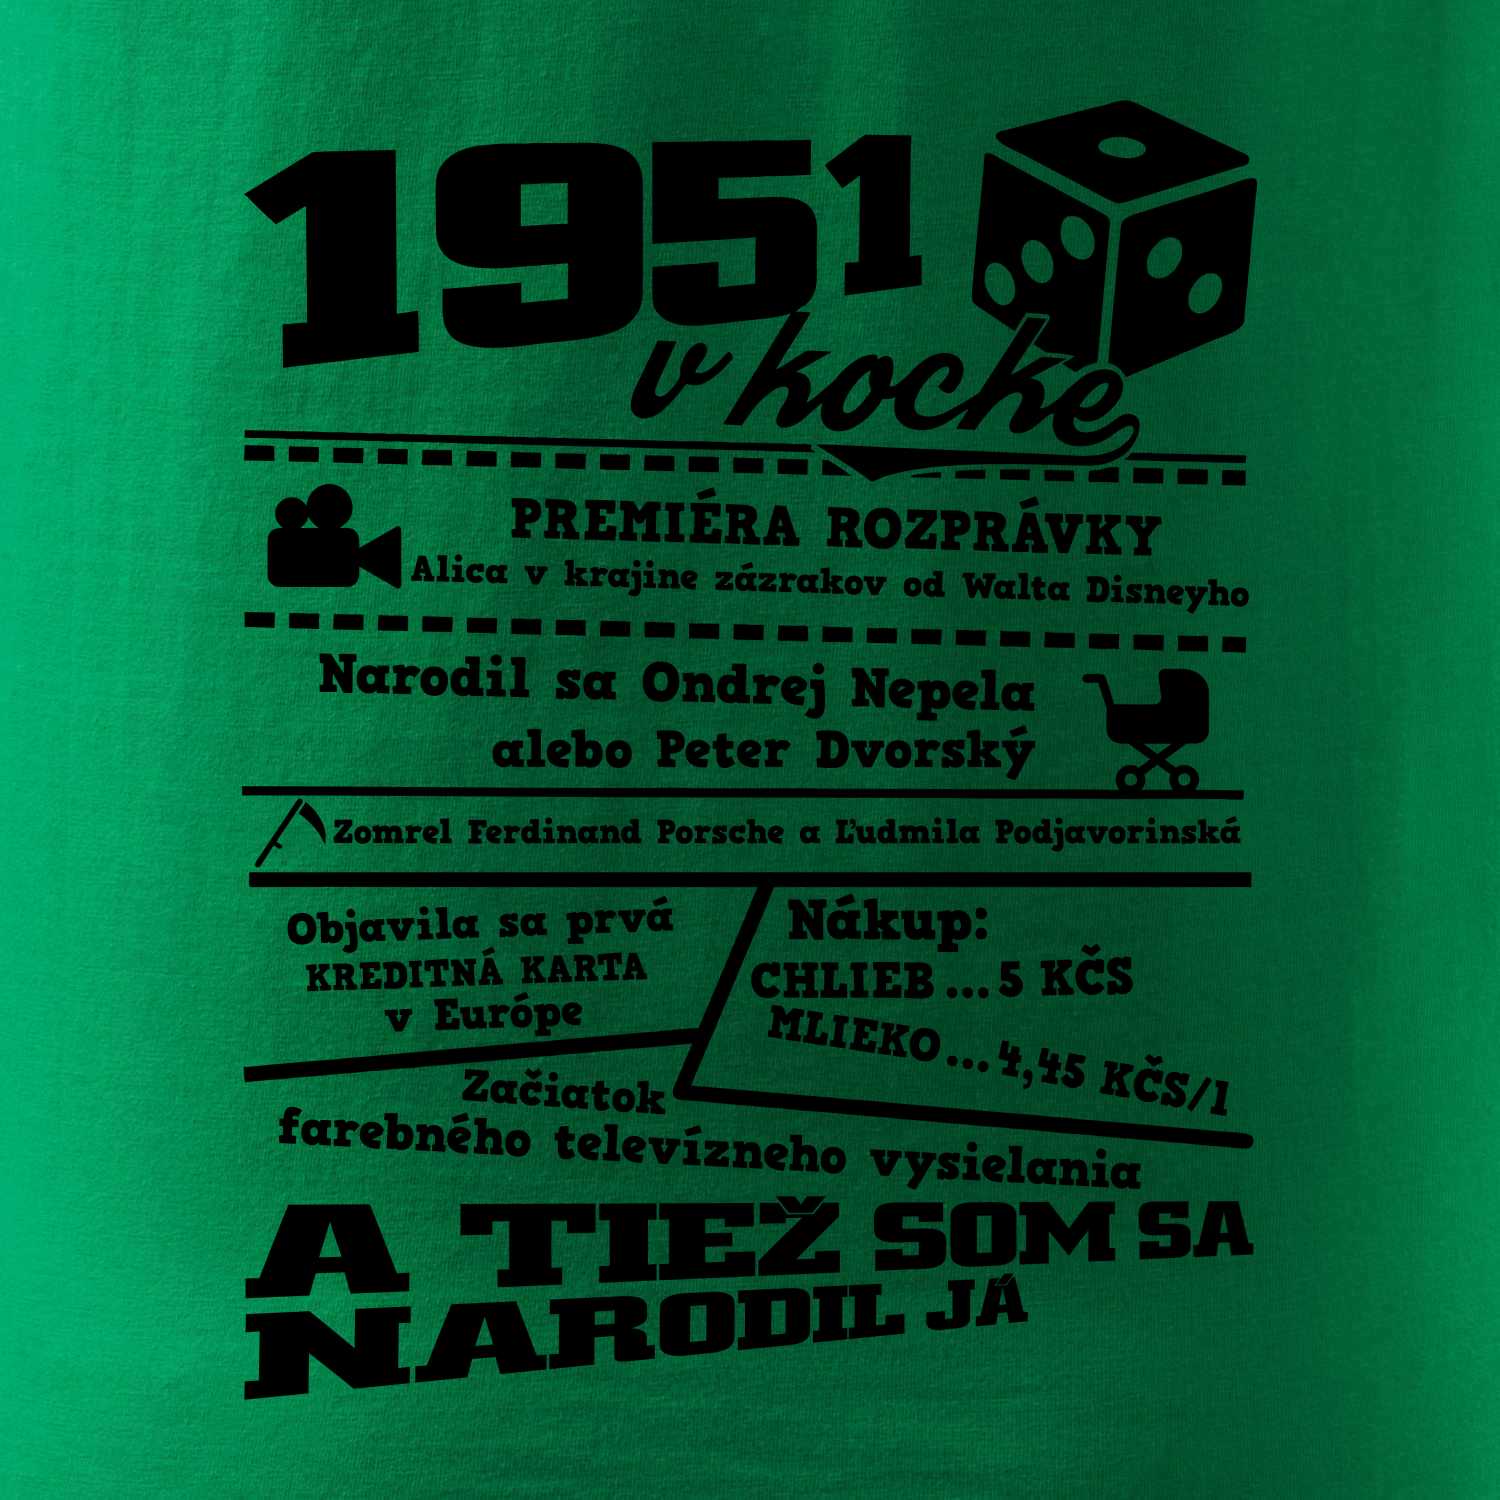 1951
v kocke
PREMIÉRA ROZPRÁVKY
Alica v krajine zázrakov od Walta Disneyho
Narodil sa Ondrej Nepela
alebo Peter Dvorský
Zomrel Ferdinand Porsche a Ľudmila Podjavorinská
Objavila sa prvá
KREDITNÁ KARTA
v Európe
Nákup:
CHLIEB...5 KČS
MLIEKO...4,45 KČS/l
Začiatok
farebného televízneho vysielania
A TIEŽ SOM SA
NARODIL JÁ